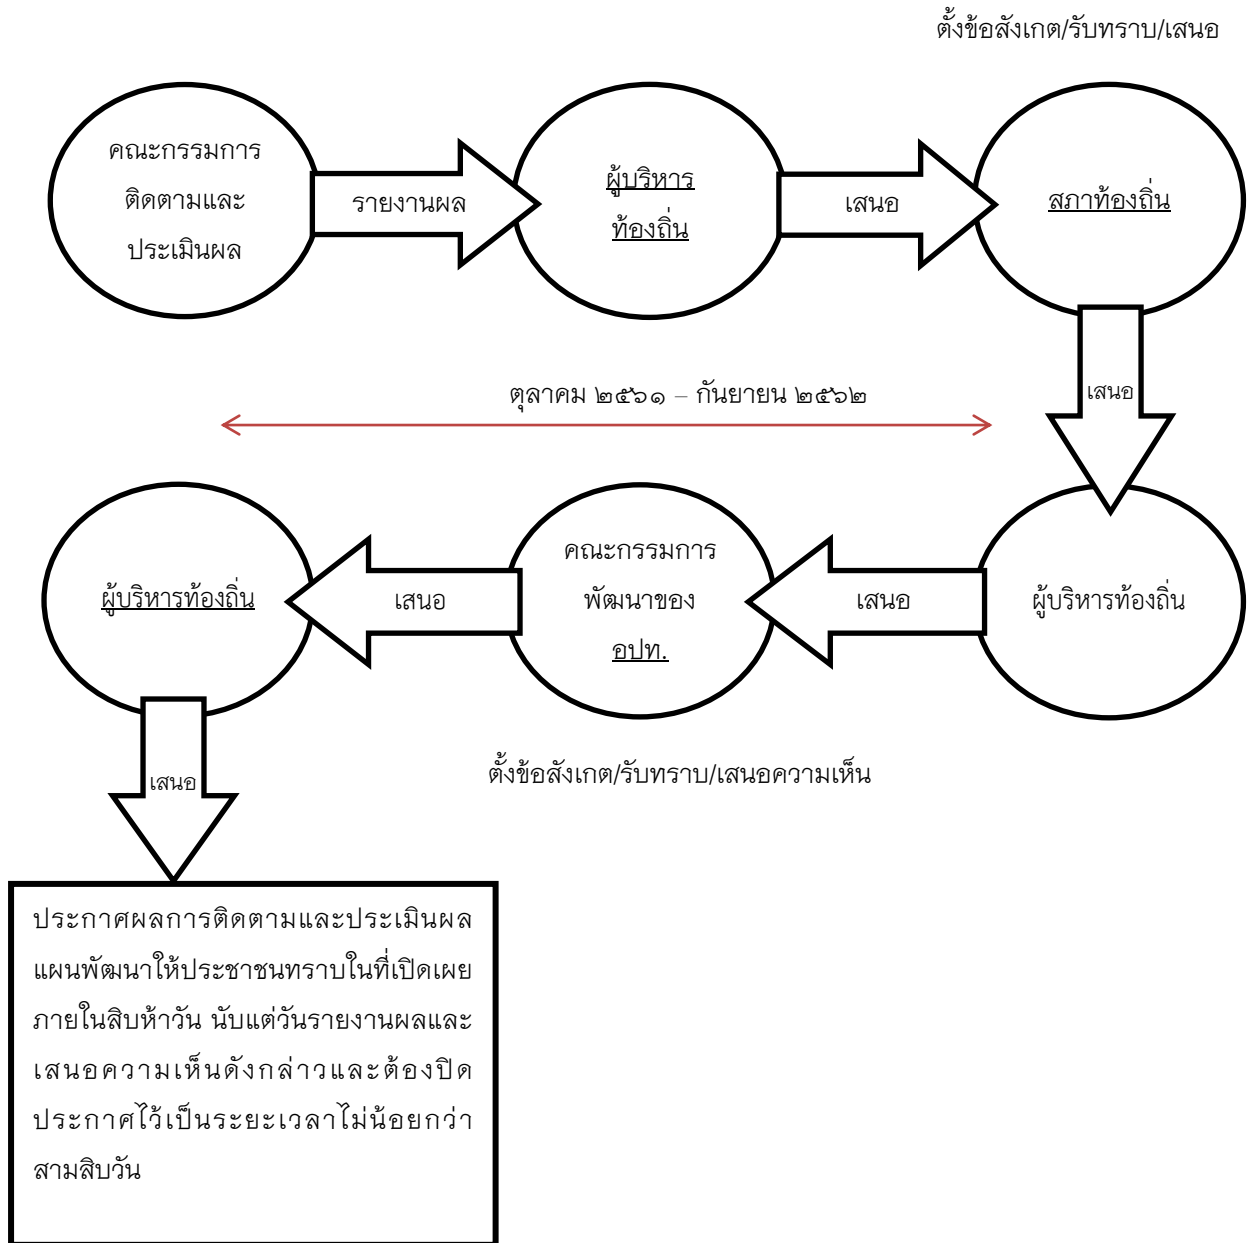 ตั้งข้อสังเกต/รับทราบ/เสนอ
คณะกรรมการ
ติดตามและ
ประเมินผล
รายงานผล
ผู้บริหาร
ท้องถิ่น
เสนอ
สภาท้องถิ่น
เสนอ
ตุลาคม ๒๕๖๑ – กันยายน ๒๕๖๒
ผู้บริหารท้องถิ่น
เสนอ
คณะกรรมการ
พัฒนาของ
อปท.
เสนอ
ผู้บริหารท้องถิ่น
ตั้งข้อสังเกต/รับทราบ/เสนอความเห็น
เสนอ
ประกาศผลการติดตามและประเมินผล
แผนพัฒนาให้ประชาชนทราบในที่เปิดเผย
ภายในสิบห้าวัน นับแต่วันรายงานผลและ
เสนอความเห็นดังกล่าวและต้องปิด
ประกาศไว้เป็นระยะเวลาไม่น้อยกว่า
สามสิบวัน